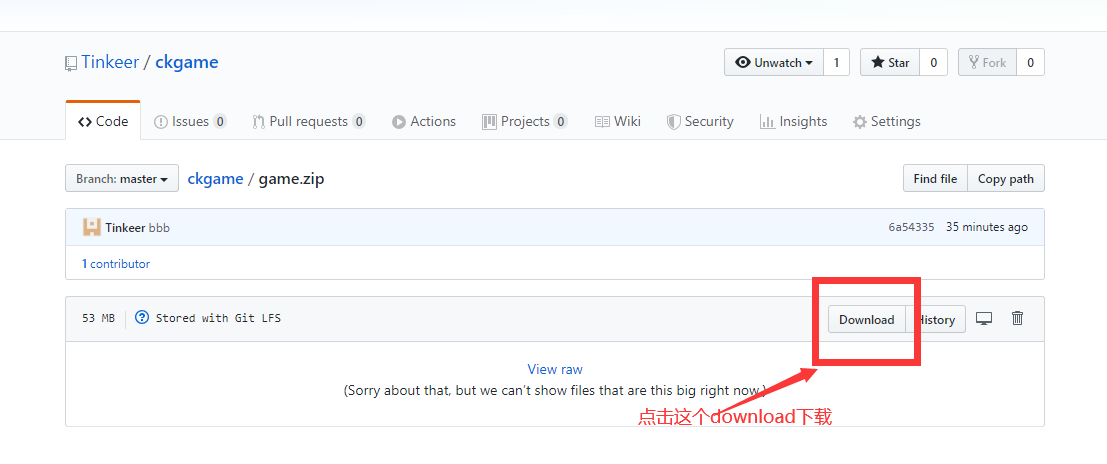 Tinkeer / ckgame
Unwatch 1 Star 0 Fork 0
Code Issues 0 Pull requests 0 Actions Projects 0 Wiki Security Insights Settings
Branch: master ckgame / game.zip Find file Copy path
Tinkeer bbb 6a54335 35 minutes ago
1 contributor
53 MB Stored with Git LFS Download History
View raw
(Sorry about that, but we can't show files that are this big right now.)
点击这个download下载